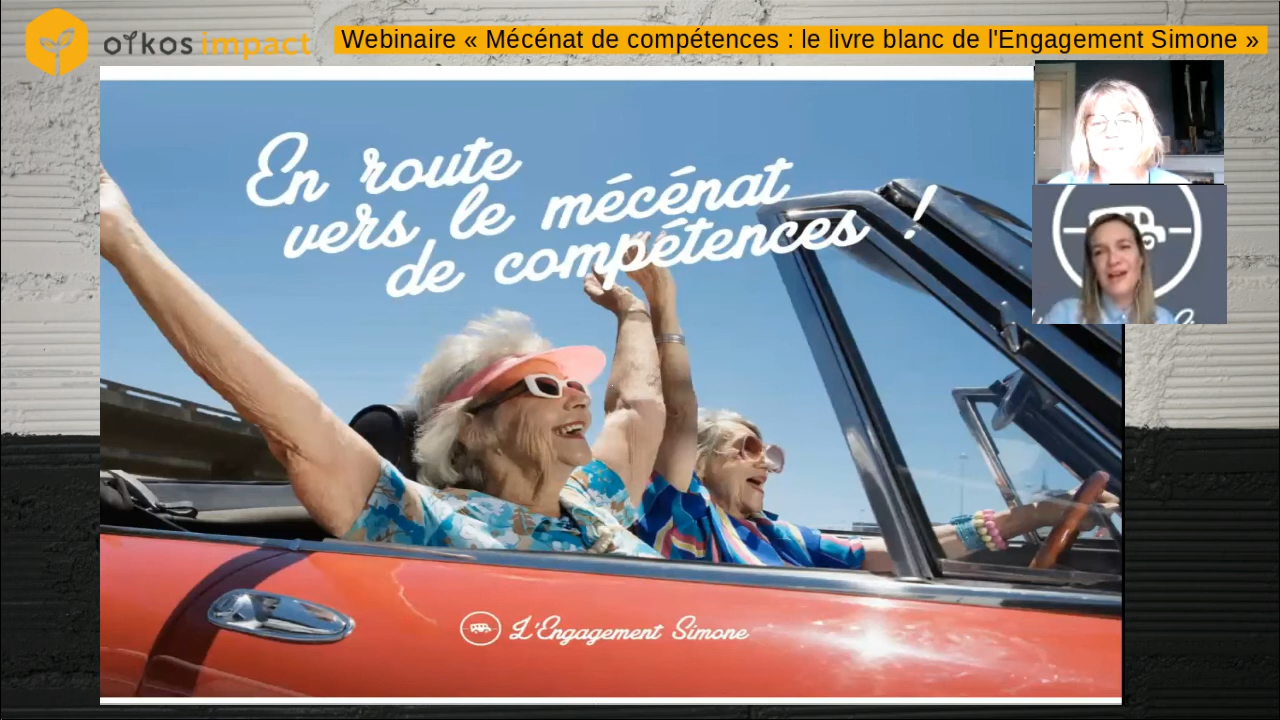 oïkos impact
Webinaire « Mécénat de compétences : le livre blanc de l'Engagement Simone »
En route
vers le mécénat
de compétences !
L'Engagement Simone